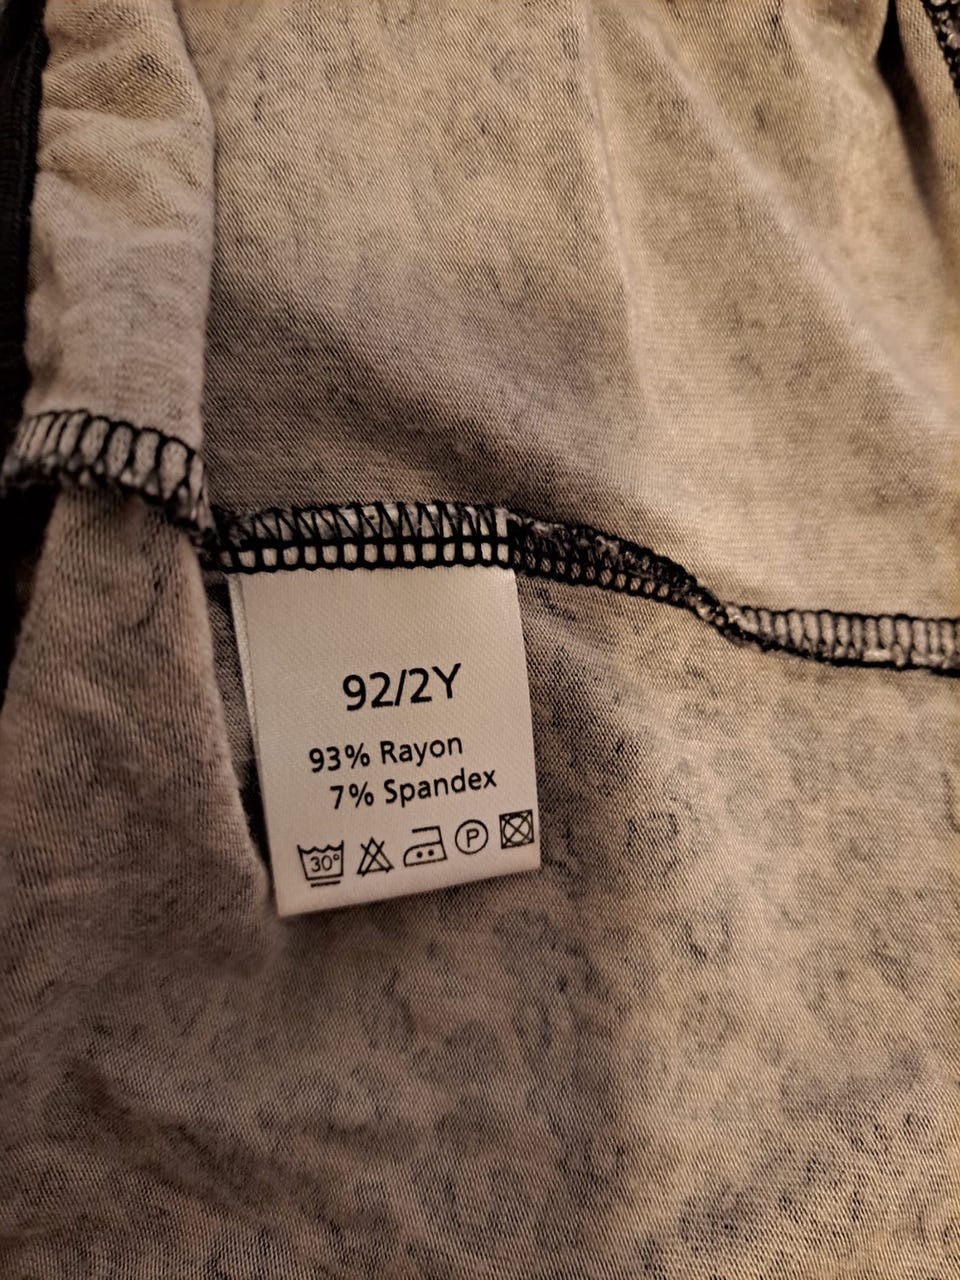 92/2Y
93% Rayon
7% Spandex
30° P